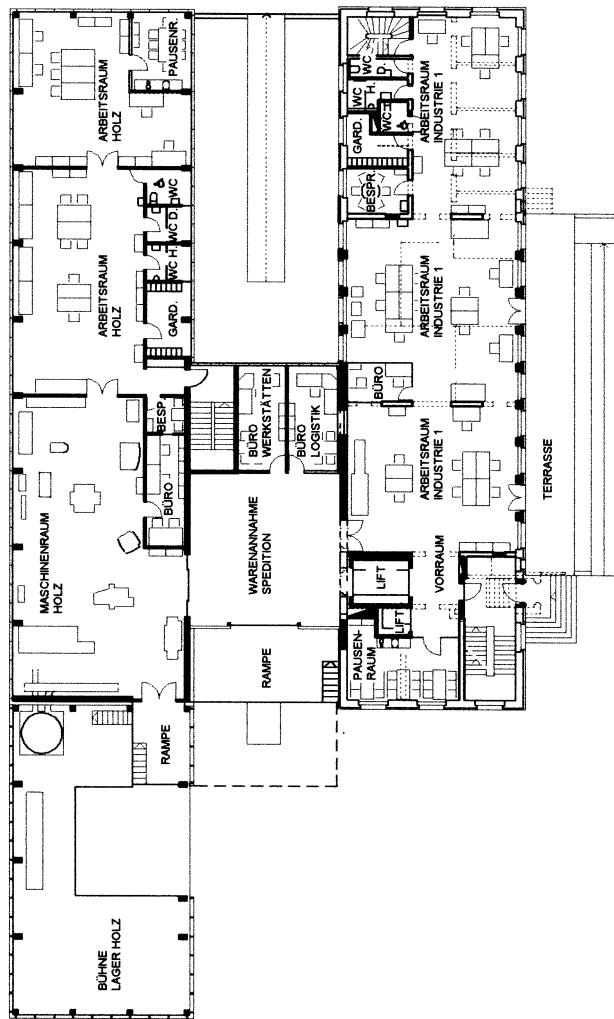 ARBEITSRAUM
HOLZ
PAUSENR.
ARBEITSRAUM
HOLZ
WC
WC D.
WC H.
GARD.
MASCHINENRAUM
HOLZ
BESP.
BÜRO
BÜHNE
LAGER HOLZ
RAMPE
BÜRO
WERKSTÄTTEN
BÜRO
LOGISTIK
WARENANNAHME
SPEDITION
RAMPE
WC
D.
WC
H.
WC
GARD.
BESPR.
ARBEITSRAUM
INDUSTRIE 1
ARBEITSRAUM
INDUSTRIE 1
BÜRO
ARBEITSRAUM
INDUSTRIE 1
LIFT
VORRAUM
LIFT
PAUSEN-
RAUM
TERRASSE